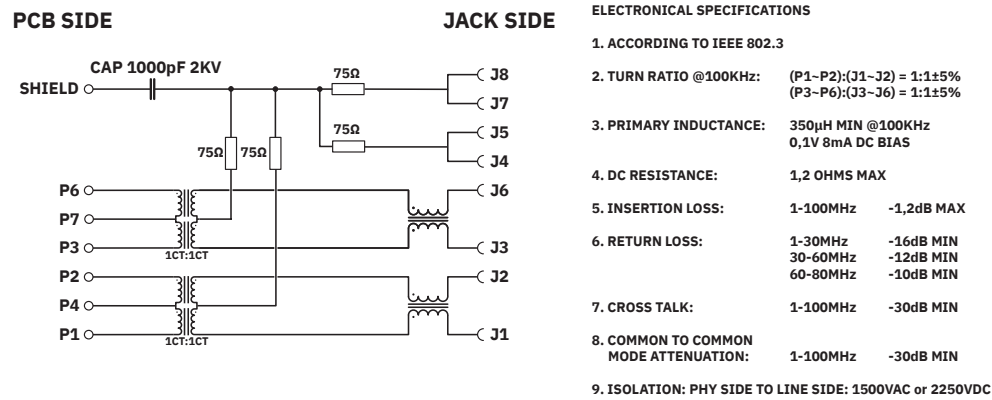 PCB SIDE
JACK SIDE
CAP 1000pF 2KV
SHIELD
75Ω
J8
J7
75Ω
J5
J4
75Ω 75Ω
P6
J6
P7
P3
J3
1CT:1CT
P2
J2
P4
P1
J1
1CT:1CT
ELECTRONICAL SPECIFICATIONS
1. ACCORDING TO IEEE 802.3
2. TURN RATIO @100KHz: (P1~P2):(J1~J2) = 1:1±5%
(P3~P6):(J3~J6) = 1:1±5%
3. PRIMARY INDUCTANCE: 350µH MIN @100KHz
0,1V 8mA DC BIAS
4. DC RESISTANCE: 1,2 OHMS MAX
5. INSERTION LOSS: 1-100MHz -1,2dB MAX
6. RETURN LOSS: 1-30MHz -16dB MIN
30-60MHz -12dB MIN
60-80MHz -10dB MIN
7. CROSS TALK: 1-100MHz -30dB MIN
8. COMMON TO COMMON
MODE ATTENUATION: 1-100MHz -30dB MIN
9. ISOLATION: PHY SIDE TO LINE SIDE: 1500VAC or 2250VDC